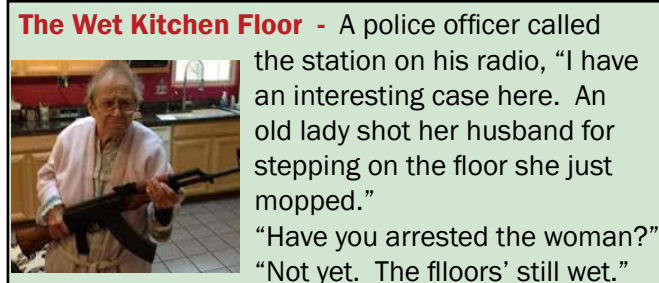 The Wet Kitchen Floor - A police officer called
the station on his radio, “I have
an interesting case here. An
old lady shot her husband for
stepping on the floor she just
mopped.”
“Have you arrested the woman?”
“Not yet. The flloors’ still wet.”